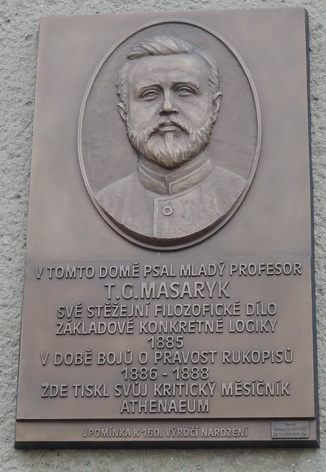 V TOMTO DOMĚ PSAL MLADÝ PROFESOR
T.G.MASARYK
SVÉ STĚŽEJNÍ FILOZOFICKÉ DÍLO
ZÁKLADOVÉ KONKRETNÉ LOGIKY
1885
V DOBĚ BOJŮ O PRAVOST RUKOPISŮ
1886 - 1888
ZDE TISKL SVŮJ KRITICKÝ MĚSÍČNÍK
ATHENAEUM
UPOMÍNKA K 160. VÝROČÍ NAROZENÍ